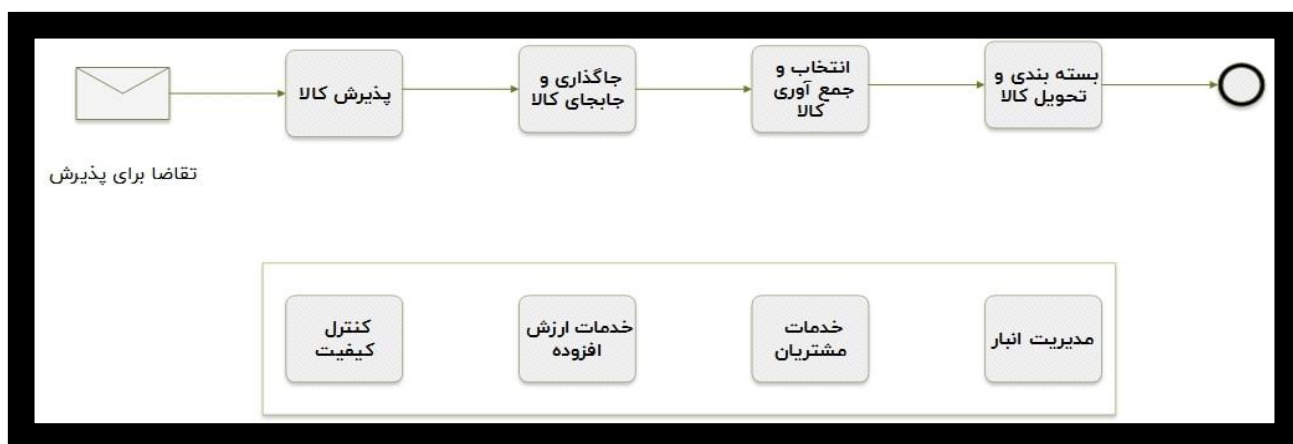 پذیرش کالا
جاگذاری و
جابجای کالا
انتخاب و
جمع آوری
کالا
بسته بندی و
تحویل کالا
تقاضا برای پذیرش
کنترل
کیفیت
خدمات ارزش
افزوده
خدمات
مشتریان
مدیریت انبار